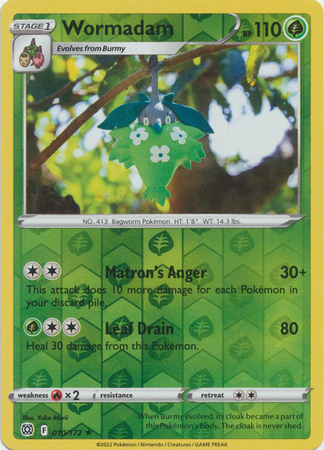 STAGE 1
Wormadam
HP 110
Evolves from Burmy
NO. 413 Bagworm Pokémon HT: 1'8" WT: 14.3 lbs.
Matron's Anger 30+
This attack does 10 more damage for each Pokémon in
your discard pile.
Leaf Drain 80
Heal 30 damage from this Pokémon.
weakness ×2 resistance retreat
Illus. Yuka Morii
F 010/172 ★
When Burmy evolved, its cloak became a part of
this Pokémon's body. The cloak is never shed.
©2022 Pokémon / Nintendo / Creatures / GAME FREAK